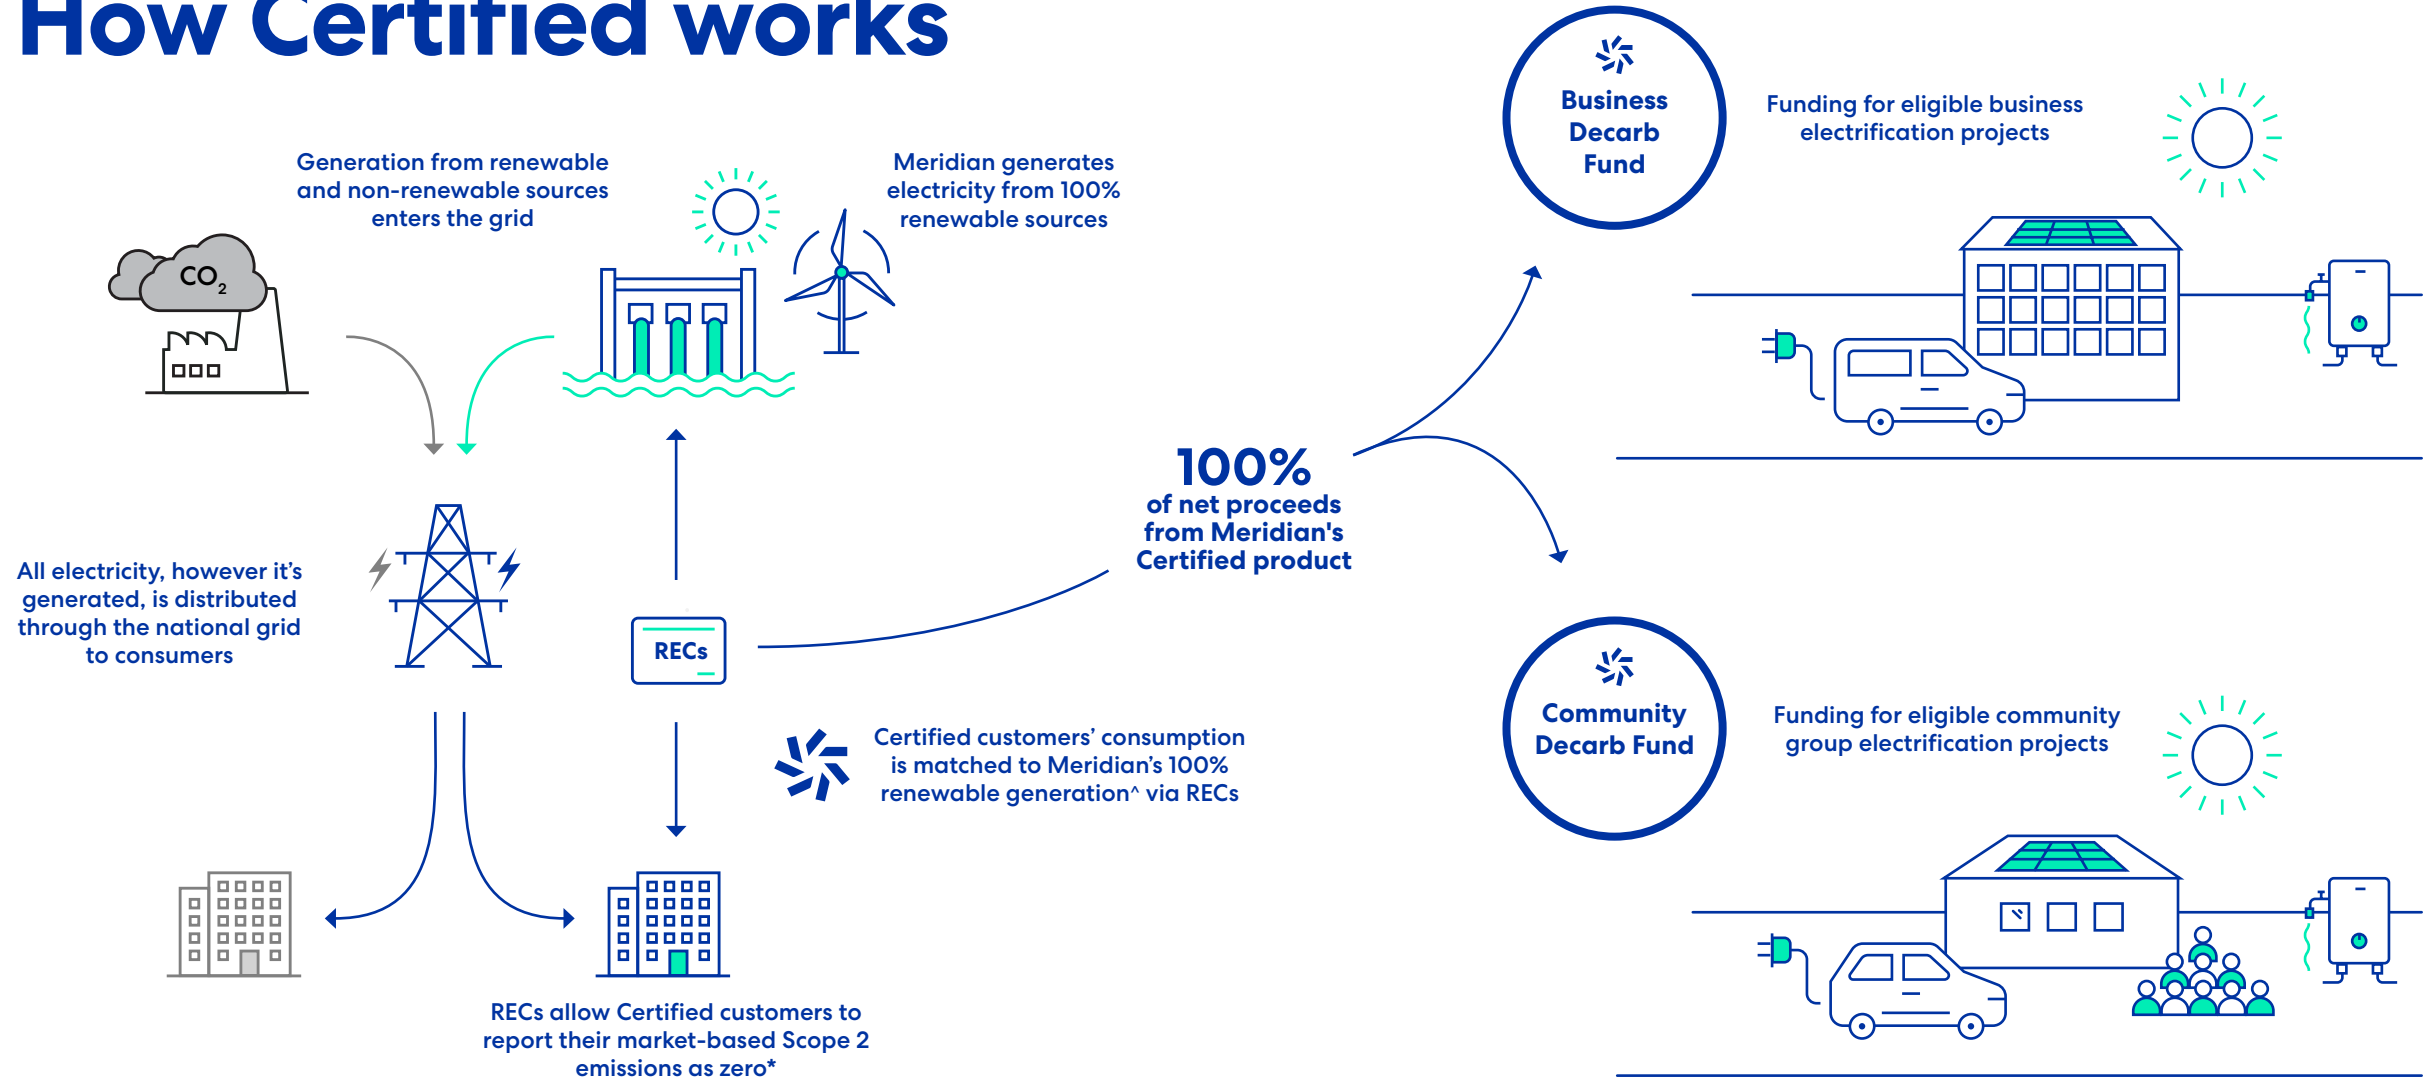 How Certified works
Generation from renewable
and non-renewable sources
enters the grid
Meridian generates
electricity from 100%
renewable sources
CO2
All electricity, however it’s
generated, is distributed
through the national grid
to consumers
RECs
Certified customers’ consumption
is matched to Meridian’s 100%
renewable generation^ via RECs
RECs allow Certified customers to
report their market-based Scope 2
emissions as zero*
100%
of net proceeds
from Meridian's
Certified product
Business
Decarb
Fund
Funding for eligible business
electrification projects
Community
Decarb Fund
Funding for eligible community
group electrification projects